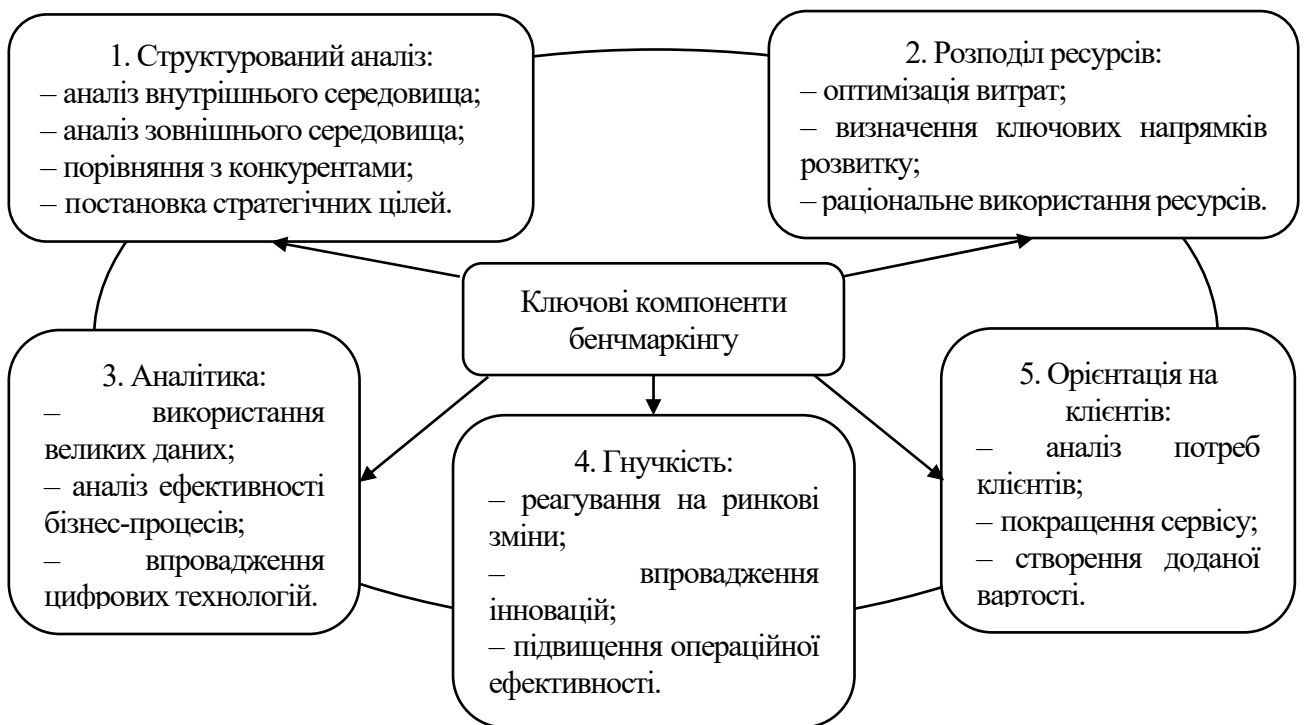 1. Структурований аналіз:
– аналіз внутрішнього середовища;
– аналіз зовнішнього середовища;
– порівняння з конкурентами;
– постановка стратегічних цілей.
2. Розподіл ресурсів:
– оптимізація витрат;
– визначення ключових напрямків
розвитку;
– раціональне використання ресурсів.
Ключові компоненти
бенчмаркінгу
3. Аналітика:
– використання
великих даних;
– аналіз ефективності
бізнес-процесів;
– впровадження
цифрових технологій.
4. Гнучкість:
– реагування на ринкові
зміни;
– впровадження
інновацій;
– підвищення операційної
ефективності.
5. Орієнтація на
клієнтів:
– аналіз потреб
клієнтів;
– покращення сервісу;
– створення доданої
вартості.